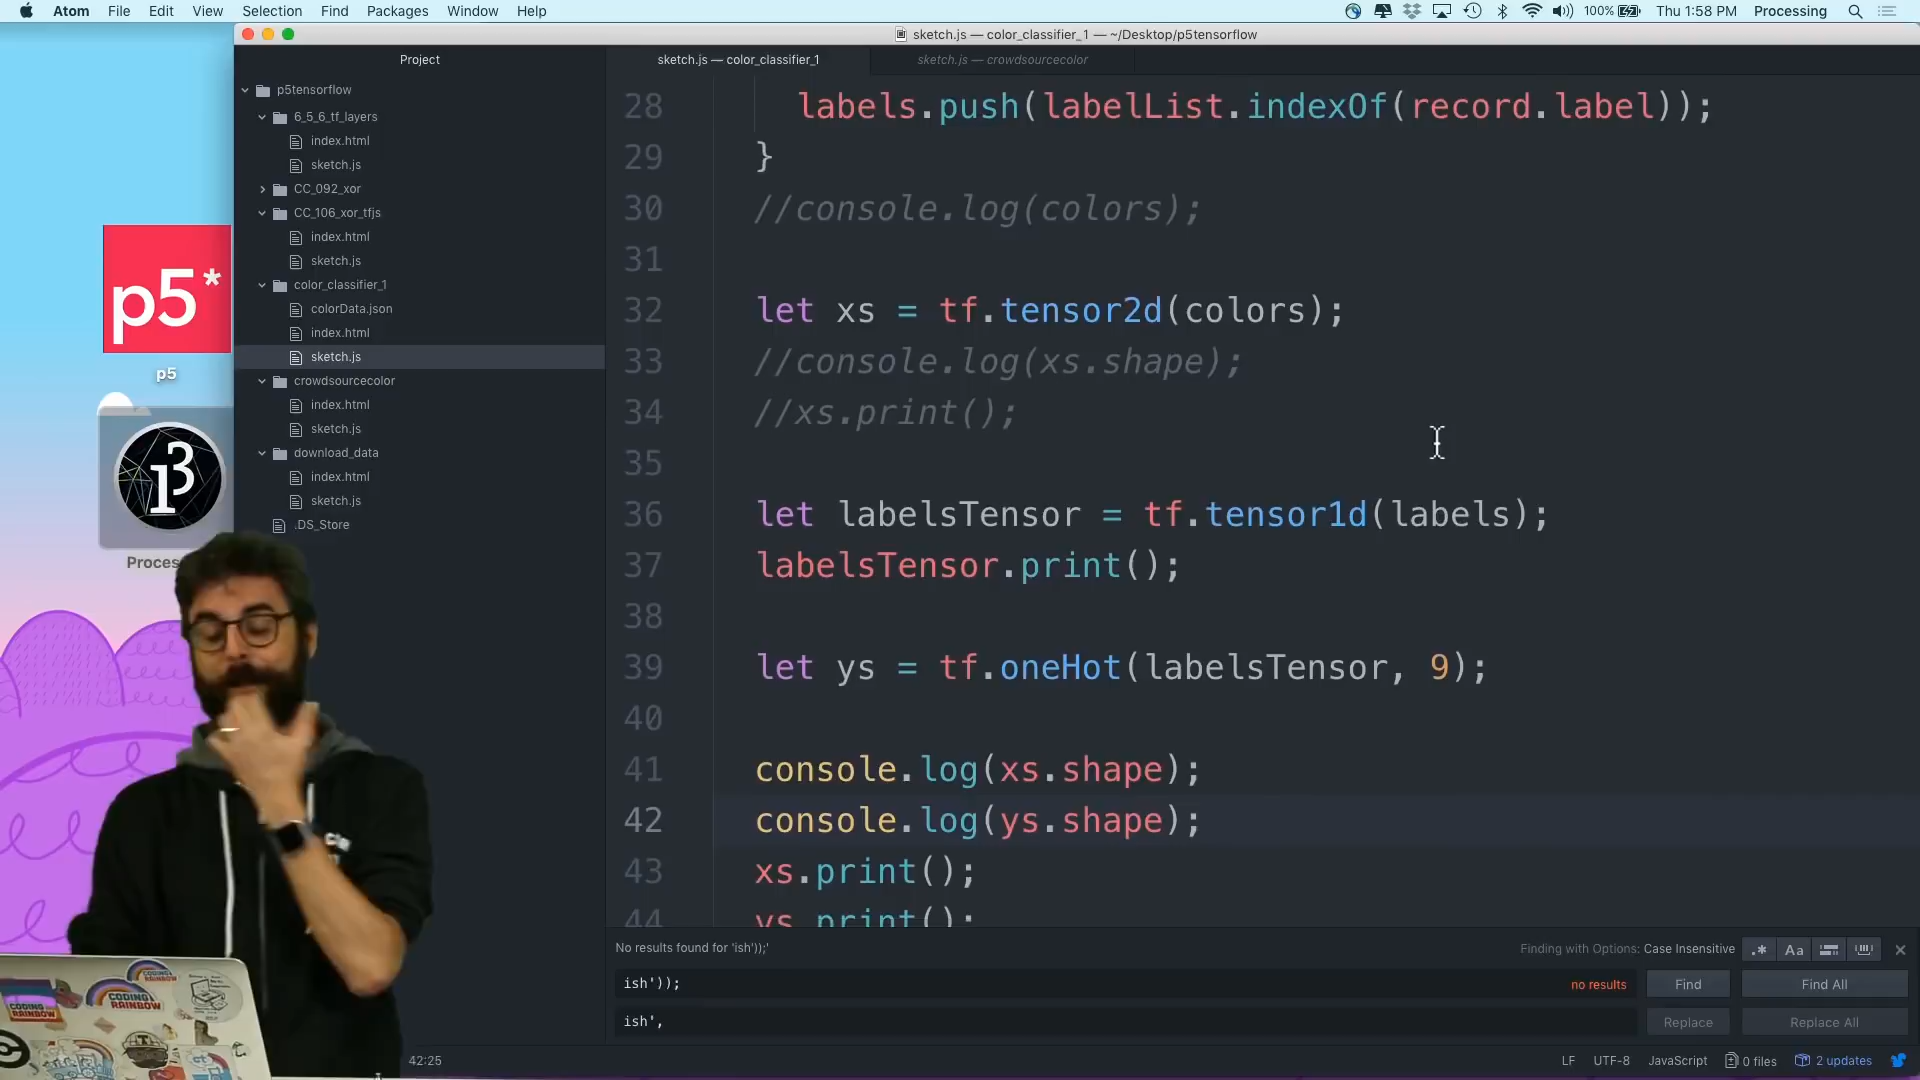 Atom File Edit View Selection Find Packages Window Help
100% Thu 1:58 PM Processing
sketch.js — color_classifier_1 — ~/Desktop/p5tensorflow
Project
sketch.js — color_classifier_1
sketch.js — crowdsourcecolor
p5tensorflow
6_5_6_tf_layers
index.html
sketch.js
CC_092_xor
CC_106_xor_tfjs
index.html
sketch.js
color_classifier_1
colorData.json
index.html
sketch.js
crowdsourcecolor
index.html
sketch.js
download_data
index.html
sketch.js
.DS_Store
p5*
p5
Proces
28 labels.push(labelList.indexOf(record.label));
29 }
30 //console.log(colors);
31
32 let xs = tf.tensor2d(colors);
33 //console.log(xs.shape);
34 //xs.print();
35
36 let labelsTensor = tf.tensor1d(labels);
37 labelsTensor.print();
38
39 let ys = tf.oneHot(labelsTensor, 9);
40
41 console.log(xs.shape);
42 console.log(ys.shape);
43 xs.print();
44 ys.print();
No results found for 'ish'));'
Finding with Options: Case Insensitive
.* Aa
ish'));
no results
Find
Find All
ish',
Replace
Replace All
42:25
LF UTF-8 JavaScript 0 files 2 updates
CODING RAINBOW
CODING RAINBOW